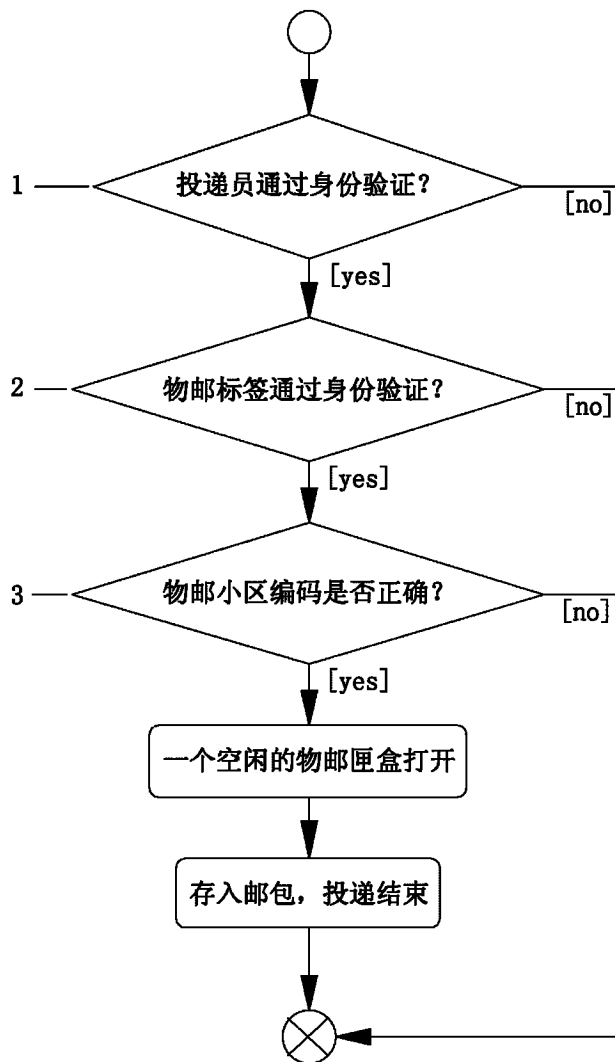 1 投递员通过身份验证?
[no]
[yes]
2 物邮标签通过身份验证?
[no]
[yes]
3 物邮小区编码是否正确?
[no]
[yes]
一个空闲的物邮匣盒打开
存入邮包，投递结束